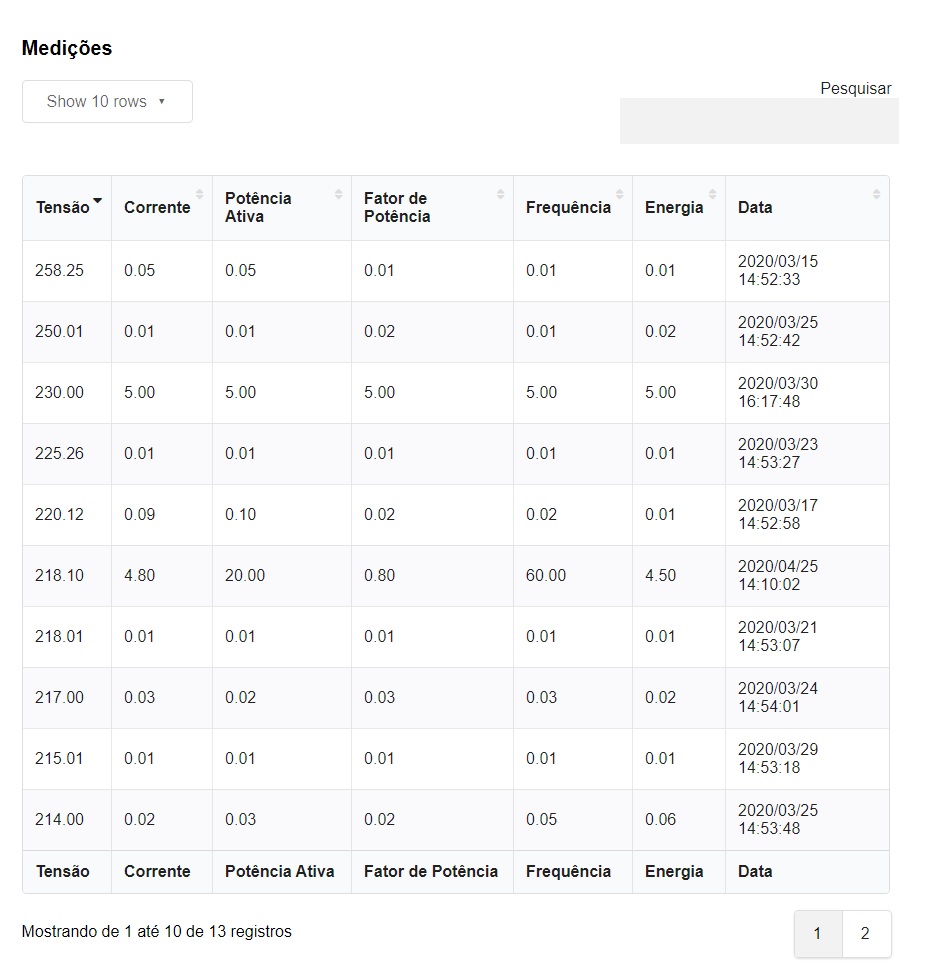 Medições
Show 10 rows ▾
Pesquisar
Tensão Corrente Potência Ativa Fator de Potência Frequência Energia Data
258.25 0.05 0.05 0.01 0.01 0.01 2020/03/15 14:52:33
250.01 0.01 0.01 0.02 0.01 0.02 2020/03/25 14:52:42
230.00 5.00 5.00 5.00 5.00 5.00 2020/03/30 16:17:48
225.26 0.01 0.01 0.01 0.01 0.01 2020/03/23 14:53:27
220.12 0.09 0.10 0.02 0.02 0.01 2020/03/17 14:52:58
218.10 4.80 20.00 0.80 60.00 4.50 2020/04/25 14:10:02
218.01 0.01 0.01 0.01 0.01 0.01 2020/03/21 14:53:07
217.00 0.03 0.02 0.03 0.03 0.02 2020/03/24 14:54:01
215.01 0.01 0.01 0.01 0.01 0.01 2020/03/29 14:53:18
214.00 0.02 0.03 0.02 0.05 0.06 2020/03/25 14:53:48
Tensão Corrente Potência Ativa Fator de Potência Frequência Energia Data
Mostrando de 1 até 10 de 13 registros
1 2